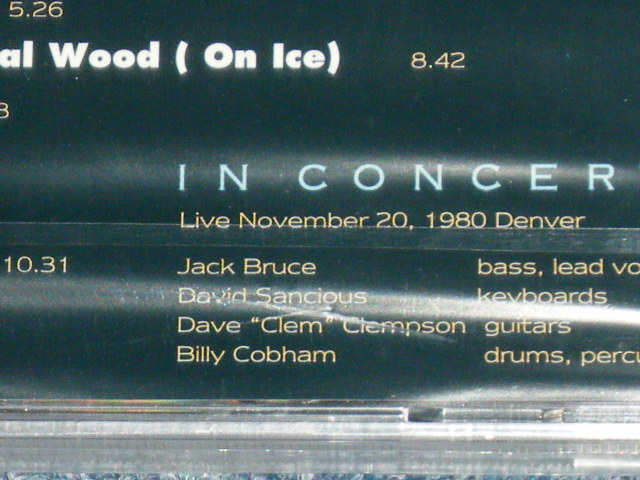 5.26
al Wood ( On Ice) 8.42
8
IN CONCER
Live November 20, 1980 Denver
10.31 Jack Bruce bass, lead vo
David Sancious keyboards
Dave "Clem" Clempson guitars
Billy Cobham drums, percu